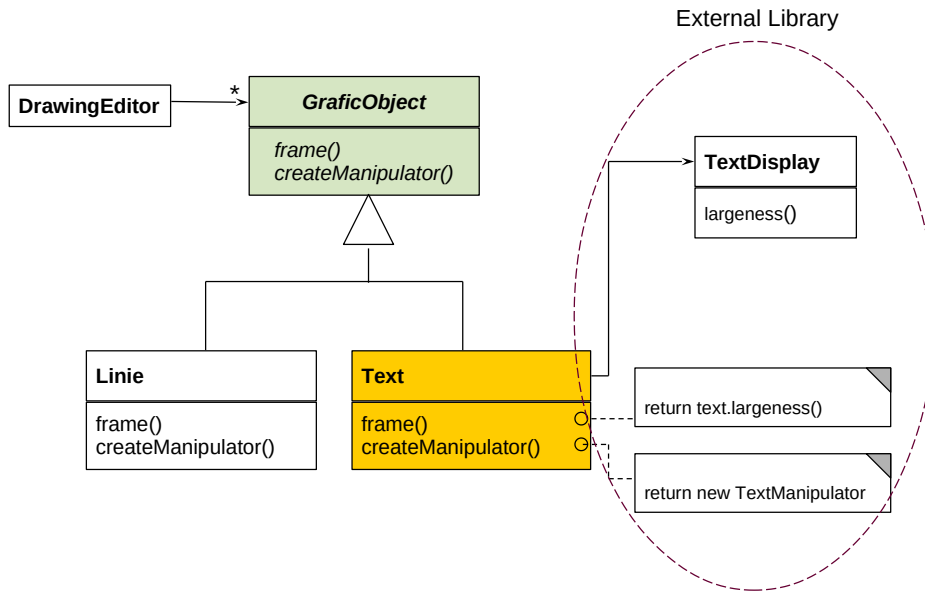 External Library
DrawingEditor
*
GraficObject
frame()
createManipulator()
TextDisplay
largeness()
Linie
frame()
createManipulator()
Text
frame()
createManipulator()
return text.largeness()
return new TextManipulator